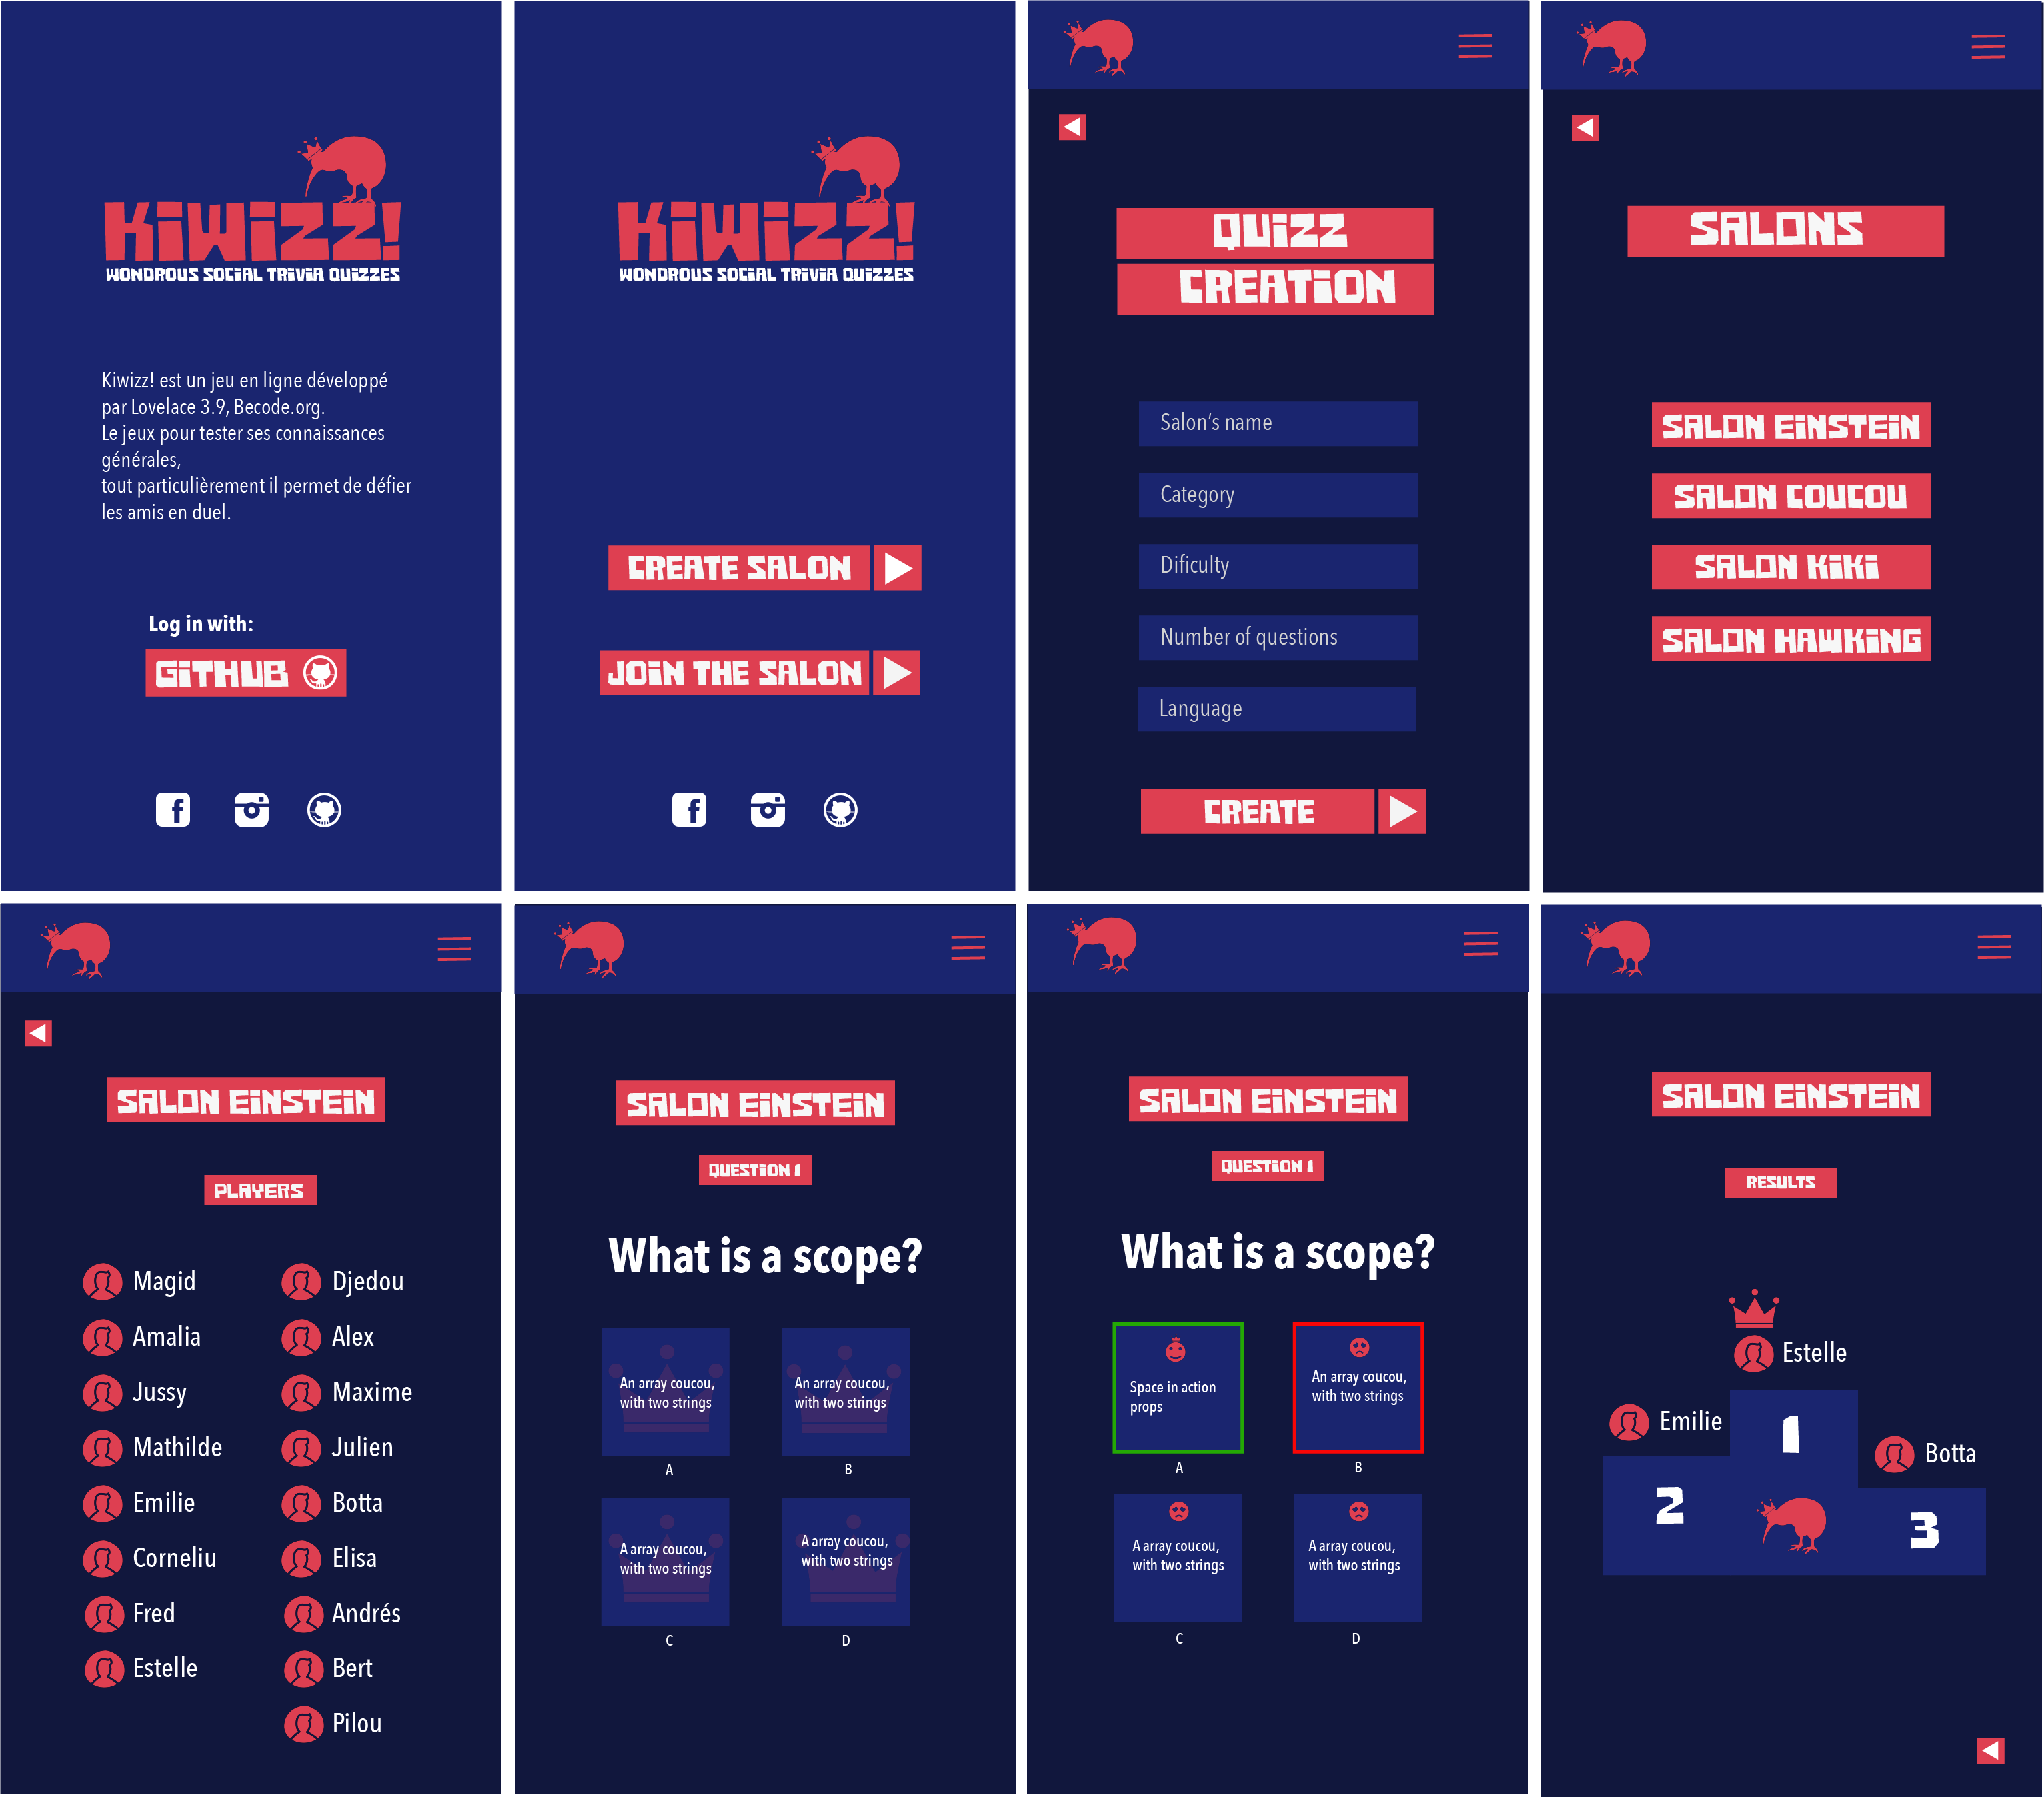 KiWiZZ!
WONDROUS SOCIAL TRIVIA QUIZZES
Kiwizz! est un jeu en ligne développé
par Lovelace 3.9, Becode.org.
Le jeux pour tester ses connaissances
générales,
tout particulièrement il permet de défier
les amis en duel.
Log in with:
GITHUB
KiWiZZ!
WONDROUS SOCIAL TRIVIA QUIZZES
CREATE SALON
JOIN THE SALON
QUIZZ
CREATION
Salon’s name
Category
Dificulty
Number of questions
Language
CREATE
SALONS
SALON EINSTEIN
SALON COUCOU
SALON KIKI
SALON HAWKING
SALON EINSTEIN
PLAYERS
Magid
Amalia
Jussy
Mathilde
Emilie
Corneliu
Fred
Estelle
Djedou
Alex
Maxime
Julien
Botta
Elisa
Andrés
Bert
Pilou
SALON EINSTEIN
QUESTION 1
What is a scope?
An array coucou,
with two strings
A
An array coucou,
with two strings
B
A array coucou,
with two strings
C
A array coucou,
with two strings
D
SALON EINSTEIN
QUESTION 1
What is a scope?
Space in action
props
A
An array coucou,
with two strings
B
A array coucou,
with two strings
C
A array coucou,
with two strings
D
SALON EINSTEIN
RESULTS
Estelle
Emilie
1
Botta
2
3